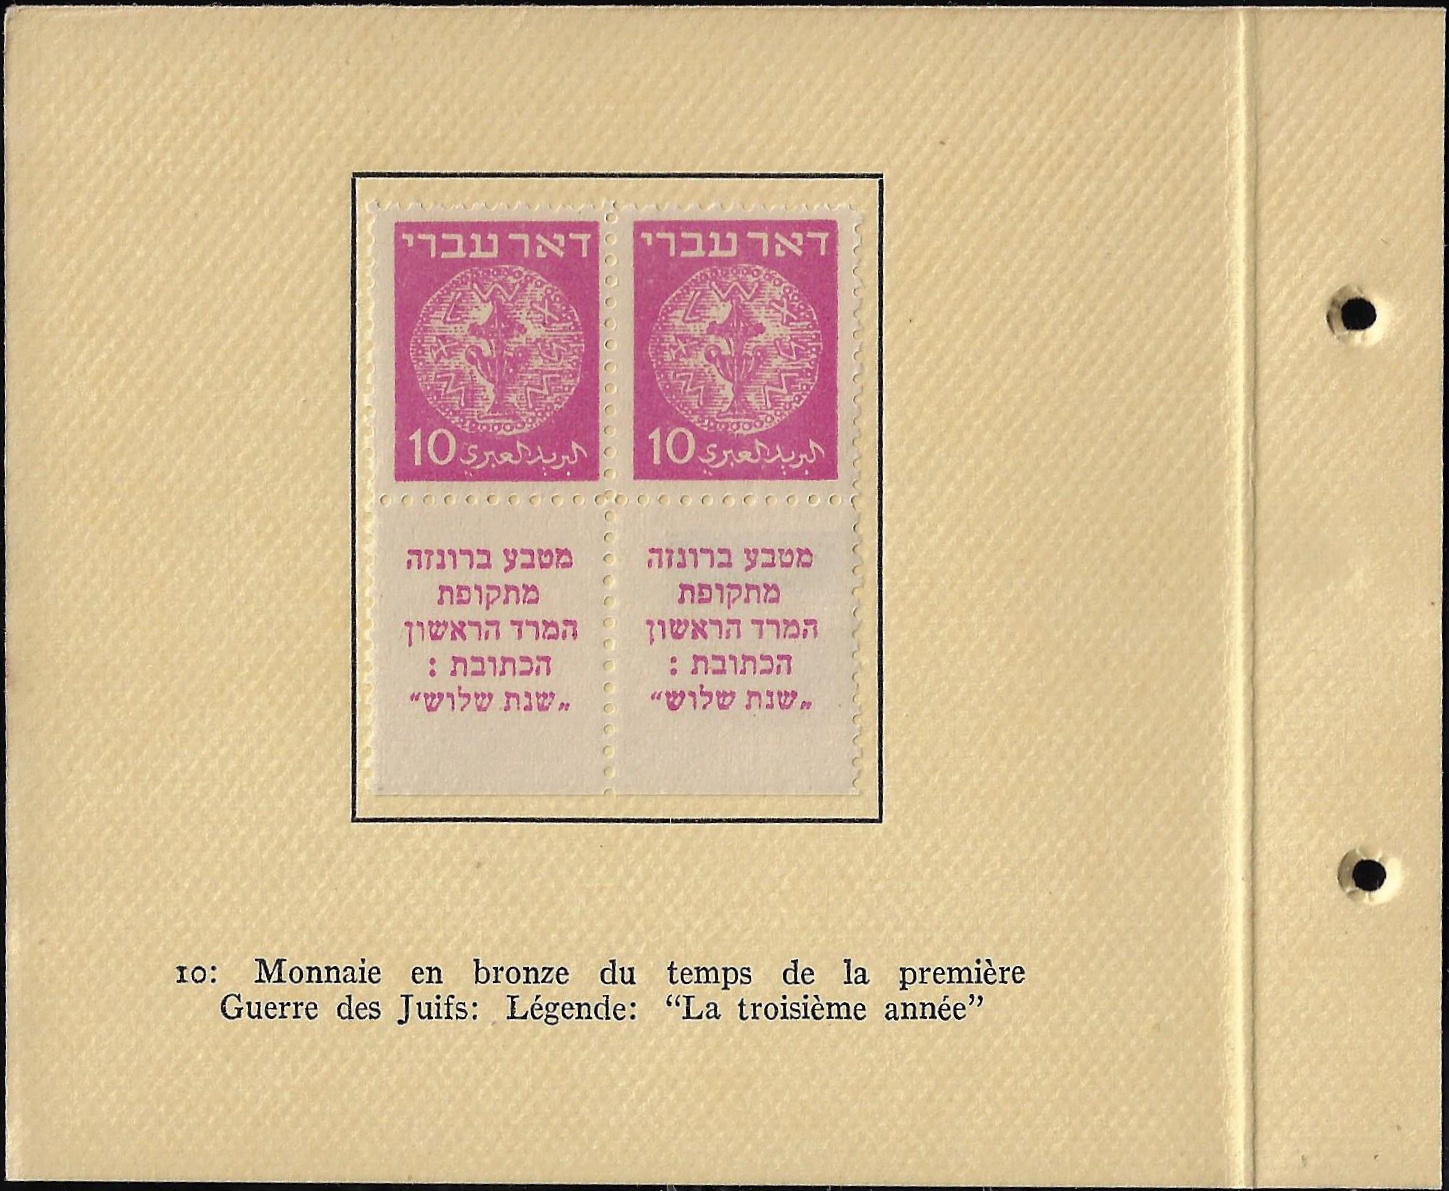 דאר עברי
10 البريد العبري
דאר עברי
10 البريد العبري
מטבע ברונזה
מתקופת
המרד הראשון
הכתובת :
„שנת שלוש“
מטבע ברונזה
מתקופת
המרד הראשון
הכתובת :
„שנת שלוש“
10: Monnaie en bronze du temps de la première
Guerre des Juifs: Légende: “La troisième année”